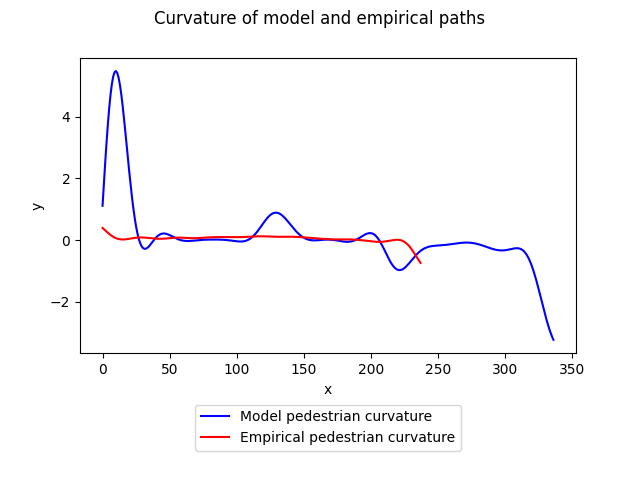 Curvature of model and empirical paths
4
2
0
−2
y
0 50 100 150 200 250 300 350
x
Model pedestrian curvature
Empirical pedestrian curvature